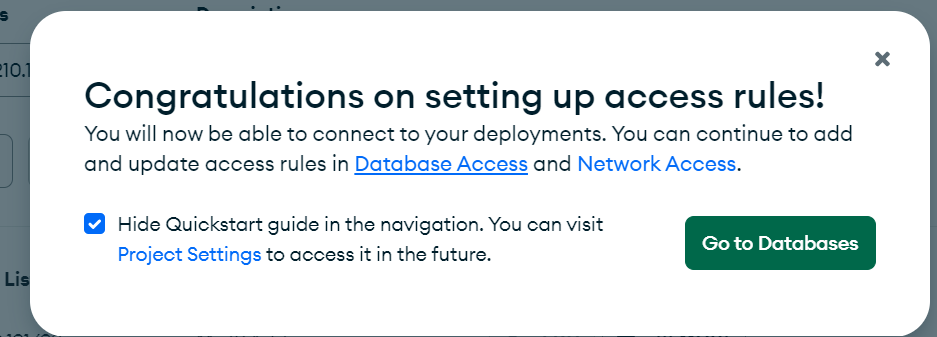 Congratulations on setting up access rules!
You will now be able to connect to your deployments. You can continue to add
and update access rules in Database Access and Network Access.
Hide Quickstart guide in the navigation. You can visit
Project Settings to access it in the future.
Go to Databases